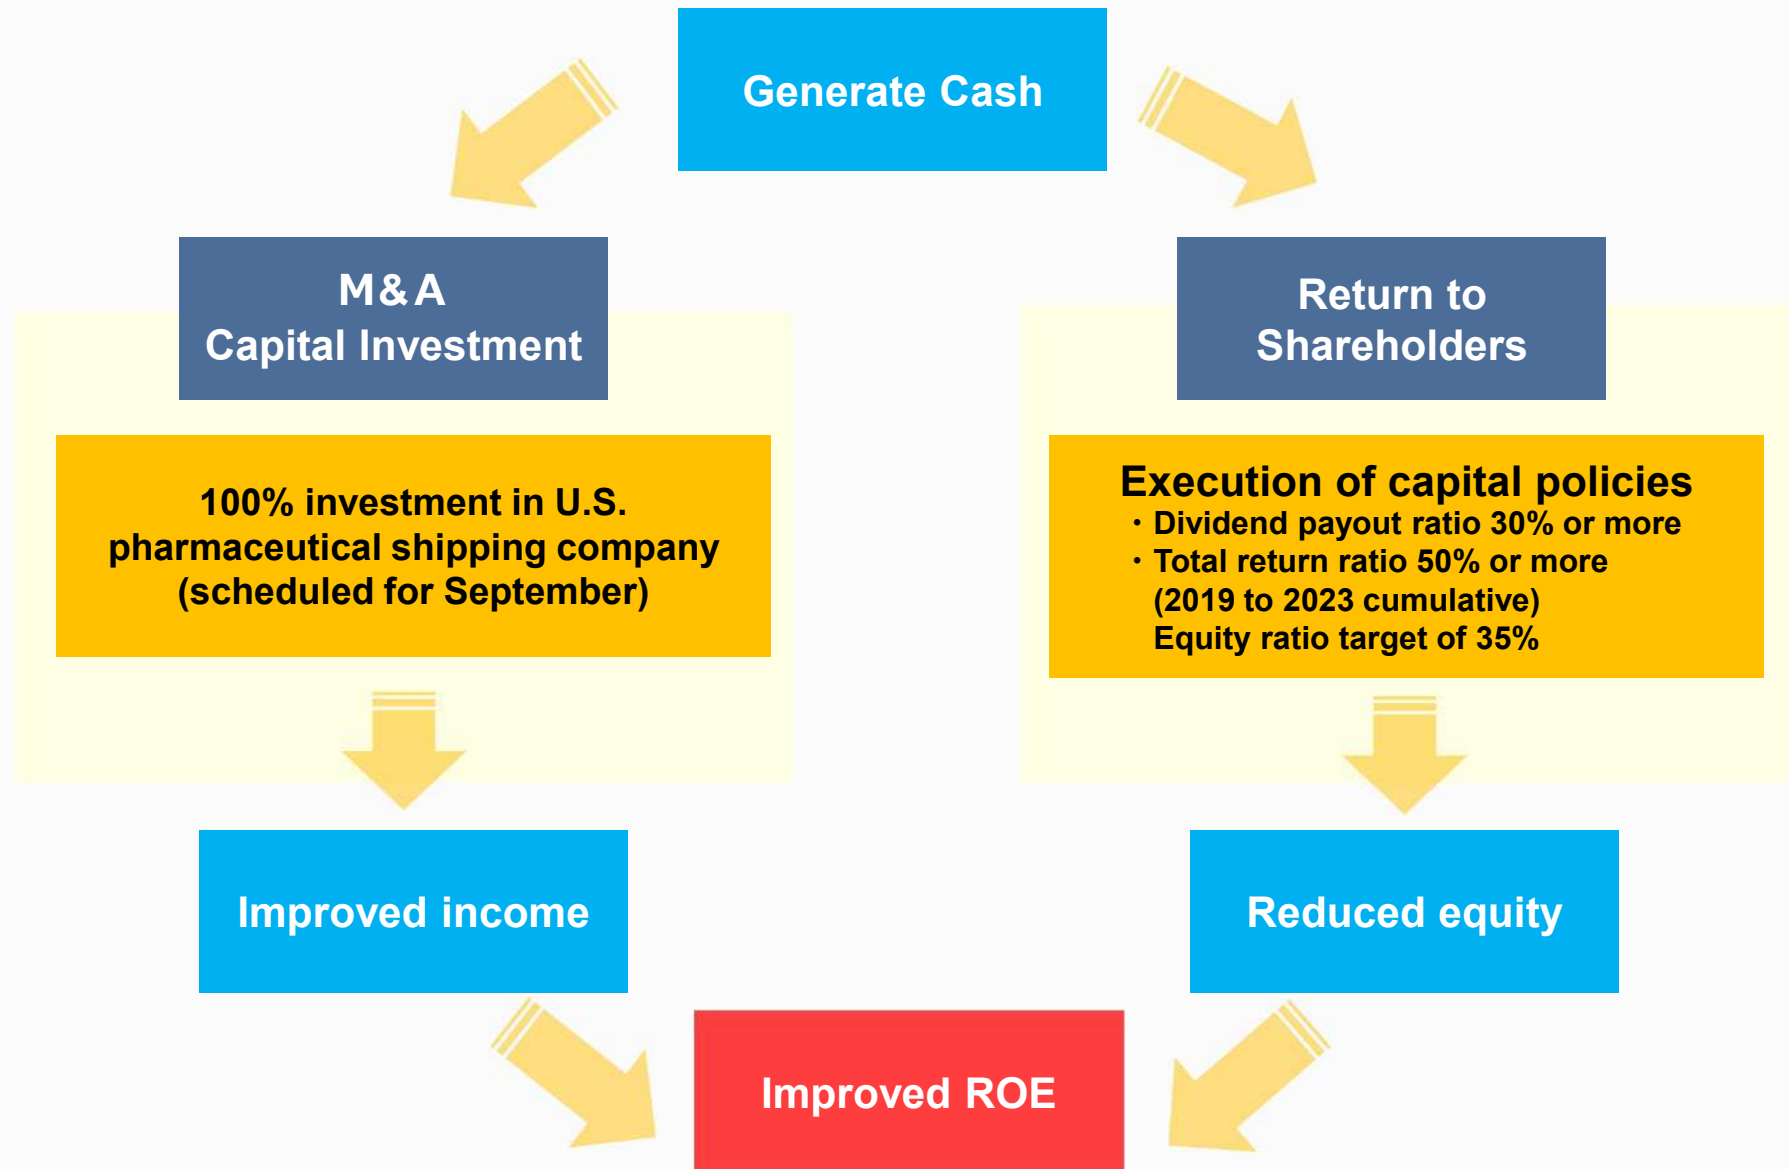 Generate Cash
M&A
Capital Investment
Return to
Shareholders
100% investment in U.S.
pharmaceutical shipping company
(scheduled for September)
Execution of capital policies
・Dividend payout ratio 30% or more
・Total return ratio 50% or more
(2019 to 2023 cumulative)
Equity ratio target of 35%
Improved income
Reduced equity
Improved ROE